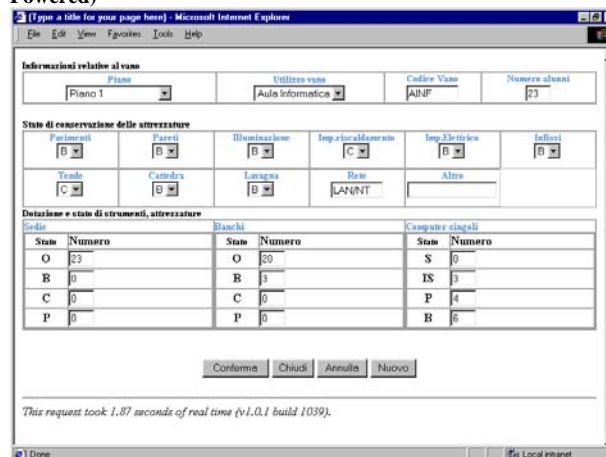 Powered)
[Type a title for your page here] - Microsoft Internet Explorer
File Edit View Favorites Tools Help
Informazioni relative al vano
Piano Utilizzo vano Codice Vano Numero alunni
Piano 1 Aula Informatica AINF 23
Stato di conservazione delle attrezzature
Pavimenti Pareti Illuminazione Imp.riscaldamento Imp.Elettrico Infissi
B B B C B B
Tende Cattedra Lavagna Rete Altro
C B B LAN/NT
Dotazione e stato di strumenti, attrezzature
Sedie Banchi Computer singoli
Stato Numero Stato Numero Stato Numero
O 23 O 20 S 0
B 0 B 3 IS 3
C 0 C 0 P 4
P 0 P 0 B 6
Conferma Chiudi Annulla Nuovo
This request took 1.87 seconds of real time (v1.0.1 build 1039).
Done Local intranet